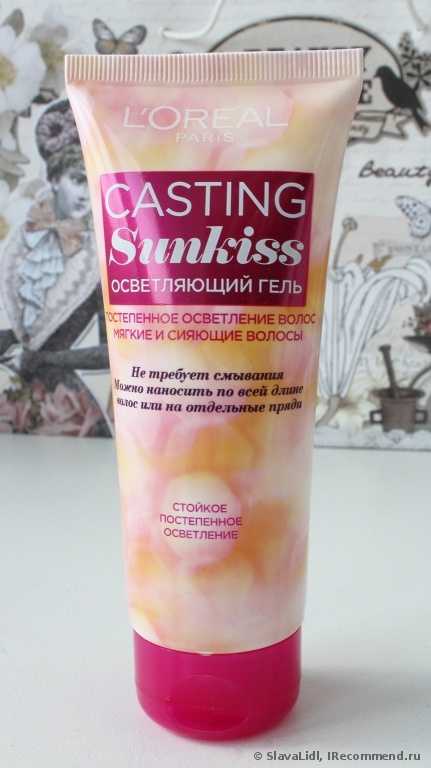 L'ORÉAL
PARIS
CASTING
Sunkiss
ОСВЕТЛЯЮЩИЙ ГЕЛЬ
ПОСТЕПЕННОЕ ОСВЕТЛЕНИЕ ВОЛОС
МЯГКИЕ И СИЯЮЩИЕ ВОЛОСЫ
Не требует смывания
Можно наносить по всей длине
волос или на отдельные пряди
СТОЙКОЕ
ПОСТЕПЕННОЕ
ОСВЕТЛЕНИЕ
Beauty
© SlavaLidl, IRecommend.ru